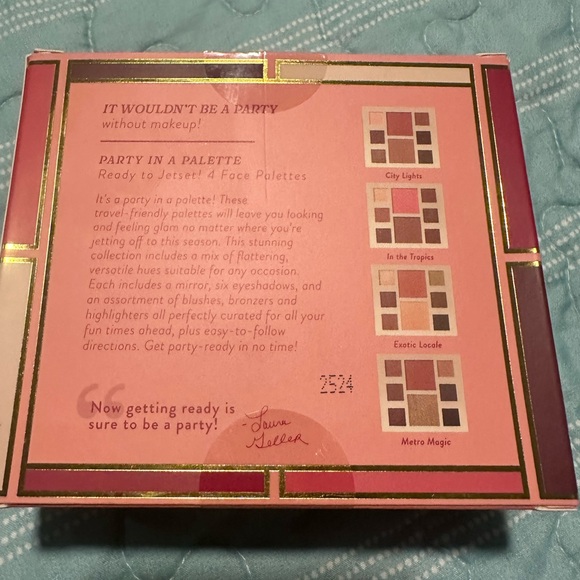 IT WOULDN'T BE A PARTY
without makeup!
PARTY IN A PALETTE
Ready to Jetset! 4 Face Palettes
It's a party in a palette! These
travel-friendly palettes will leave you looking
and feeling glam no matter where you're
jetting off to this season. This stunning
collection includes a mix of flattering,
versatile hues suitable for any occasion.
Each includes a mirror, six eyeshadows, and
an assortment of blushes, bronzers and
highlighters all perfectly curated for all your
fun times ahead, plus easy-to-follow
directions. Get party-ready in no time!
2524
“
Now getting ready is
sure to be a party!
- Laura
Geller
City Lights
In the Tropics
Exotic Locale
Metro Magic